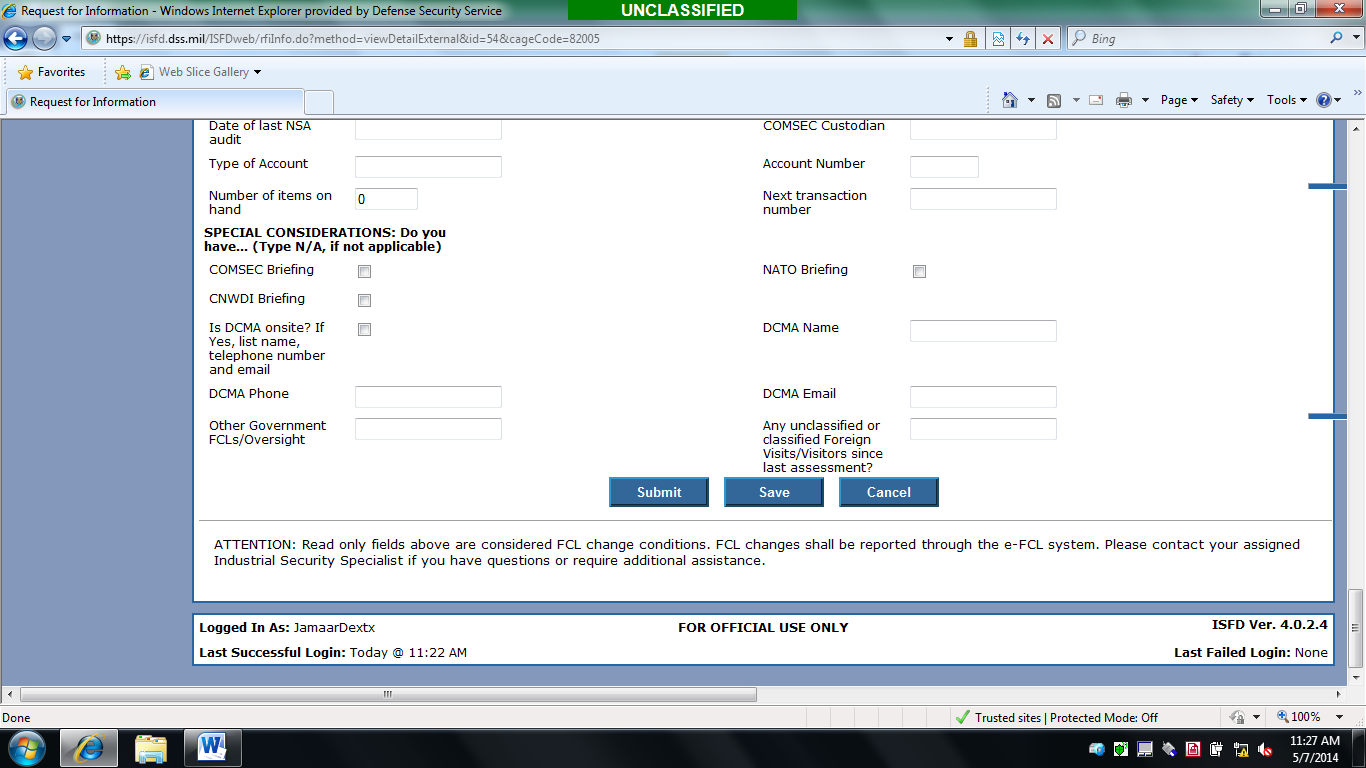 Request for Information - Windows Internet Explorer provided by Defense Security Service
UNCLASSIFIED
https://isfd.dss.mil/ISFDweb/rfiInfo.do?method=viewDetailExternal&id=54&cageCode=82005
Bing
Favorites
Web Slice Gallery
Request for Information
Page
Safety
Tools
Date of last NSA
audit
COMSEC Custodian
Type of Account
Account Number
Number of items on
hand
0
Next transaction
number
SPECIAL CONSIDERATIONS: Do you
have... (Type N/A, if not applicable)
COMSEC Briefing
NATO Briefing
CNWDI Briefing
Is DCMA onsite? If
Yes, list name,
telephone number
and email
DCMA Name
DCMA Phone
DCMA Email
Other Government
FCLs/Oversight
Any unclassified or
classified Foreign
Visits/Visitors since
last assessment?
Submit
Save
Cancel
ATTENTION: Read only fields above are considered FCL change conditions. FCL changes shall be reported through the e-FCL system. Please contact your assigned
Industrial Security Specialist if you have questions or require additional assistance.
Logged In As: JamaarDextx
FOR OFFICIAL USE ONLY
ISFD Ver. 4.0.2.4
Last Successful Login: Today @ 11:22 AM
Last Failed Login: None
Done
Trusted sites | Protected Mode: Off
100%
11:27 AM
5/7/2014